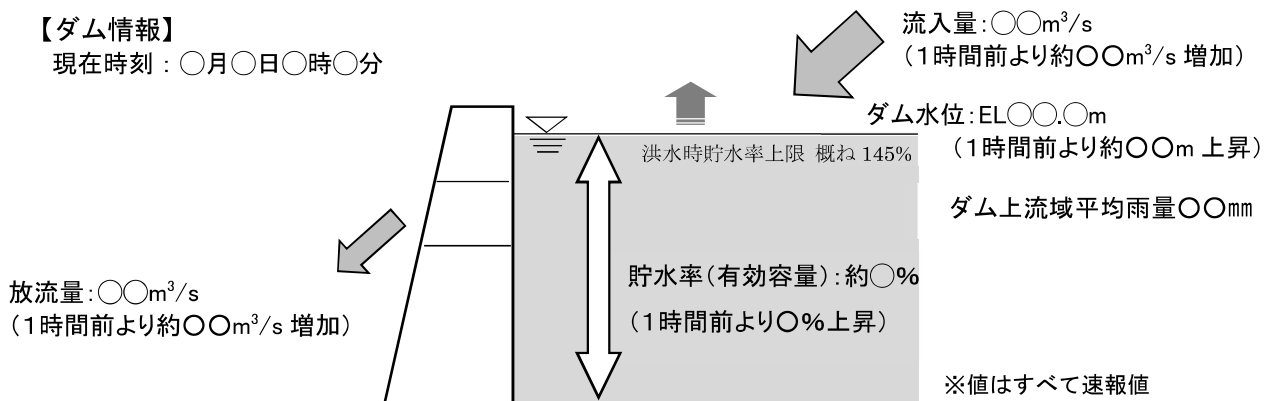 【ダム情報】
現在時刻:○月○日○時○分
流入量:○○m³/s
(1時間前より約○○m³/s 増加)
ダム水位:EL○○.○m
(1時間前より約○○m 上昇)
洪水時貯水率上限 概ね 145%
ダム上流域平均雨量○○㎜
貯水率(有効容量):約○%
(1時間前より○%上昇)
放流量:○○m³/s
(1時間前より約○○m³/s 増加)
※値はすべて速報値